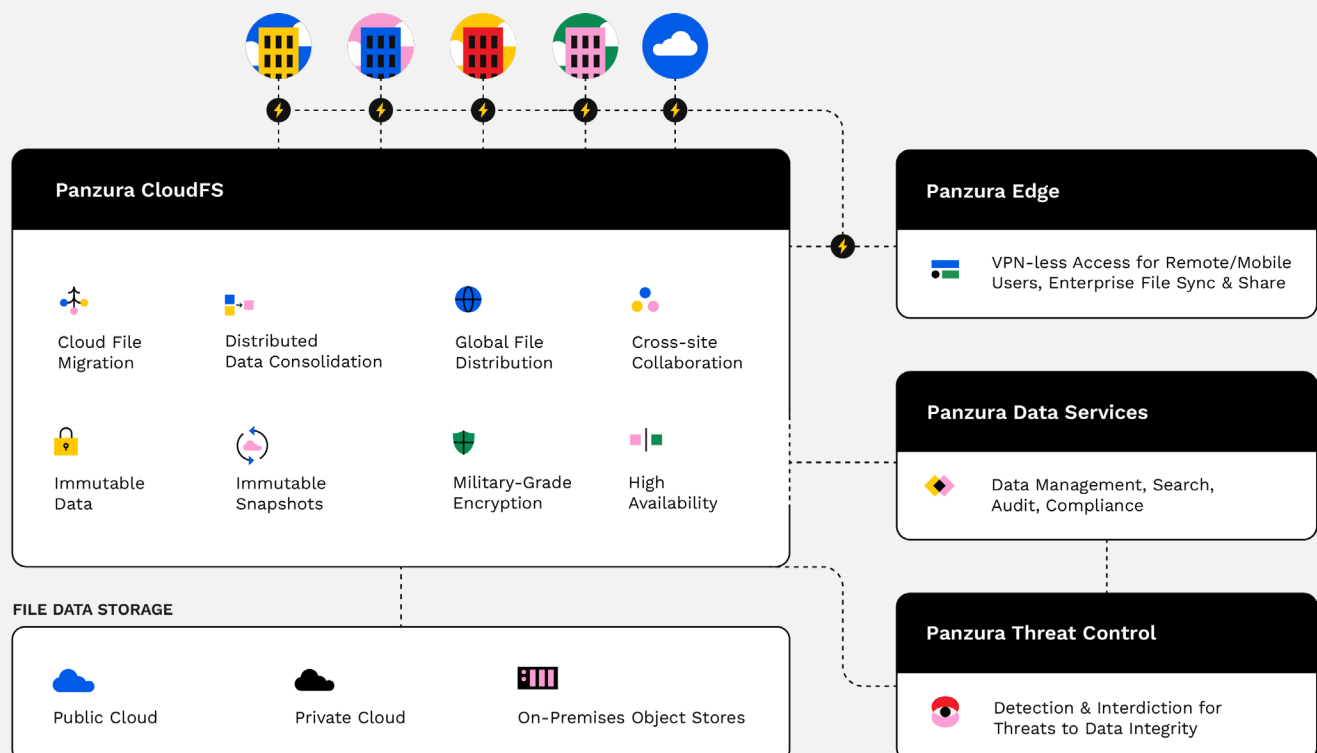 Panzura CloudFS
Cloud File
Migration
Distributed
Data Consolidation
Global File
Distribution
Cross-site
Collaboration
Immutable
Data
Immutable
Snapshots
Military-Grade
Encryption
High
Availability
FILE DATA STORAGE
Public Cloud
Private Cloud
On-Premises Object Stores
Panzura Edge
VPN-less Access for Remote/Mobile
Users, Enterprise File Sync & Share
Panzura Data Services
Data Management, Search,
Audit, Compliance
Panzura Threat Control
Detection & Interdiction for
Threats to Data Integrity